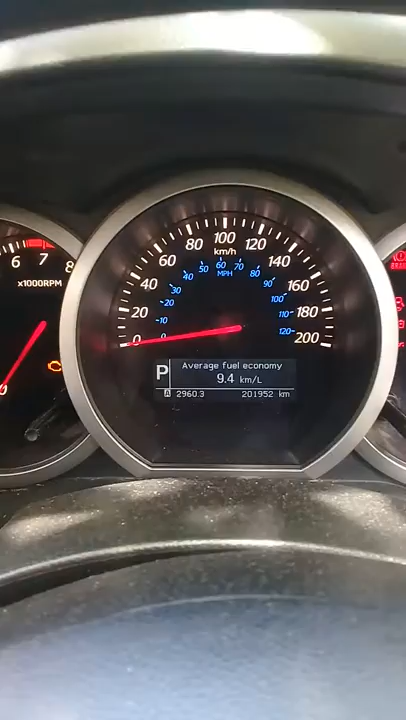 6 7 8
x1000RPM
0
0 20 40 60 80 100 120 140 160 180 200
km/h
0 10 20 30 40 50 60 70 80 90 100 110 120
MPH
P
Average fuel economy
9.4 km/L
A 2960.3 201952 km